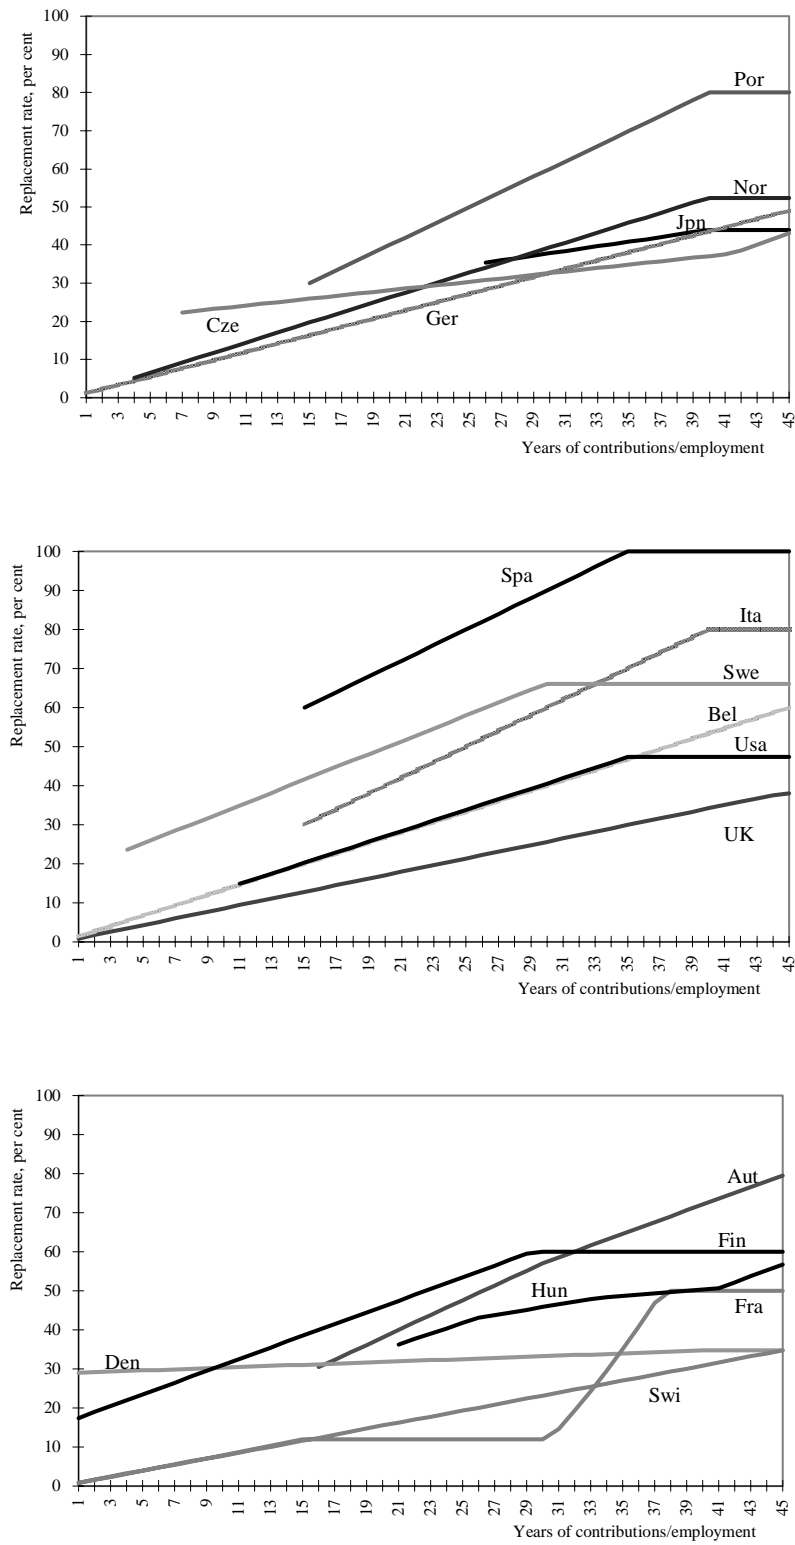 Replacement rate, per cent
100
90
80
70
60
50
40
30
20
10
0
Por
Nor
Jpn
Cze
Ger
1 3 5 7 9 11 13 15 17 19 21 23 25 27 29 31 33 35 37 39 41 43 45
Years of contributions/employment
Replacement rate, per cent
100
90
80
70
60
50
40
30
20
10
0
Spa
Ita
Swe
Bel
Usa
UK
1 3 5 7 9 11 13 15 17 19 21 23 25 27 29 31 33 35 37 39 41 43 45
Years of contributions/employment
Replacement rate, per cent
100
90
80
70
60
50
40
30
20
10
0
Aut
Fin
Hun
Fra
Den
Swi
1 3 5 7 9 11 13 15 17 19 21 23 25 27 29 31 33 35 37 39 41 43 45
Years of contributions/employment